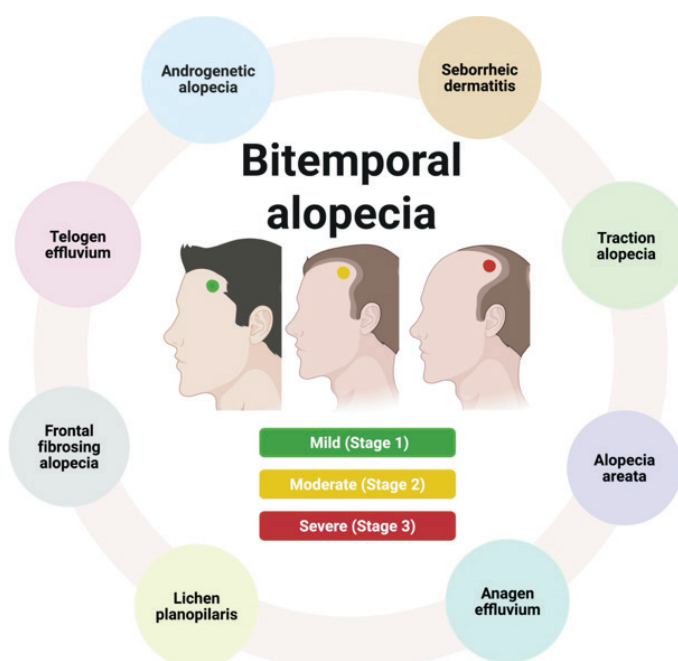 Androgenetic
alopecia
Seborrheic
dermatitis
Bitemporal
alopecia
Telogen
effluvium
Traction
alopecia
Frontal
fibrosing
alopecia
Mild (Stage 1)
Moderate (Stage 2)
Severe (Stage 3)
Alopecia
areata
Lichen
planopilaris
Anagen
effluvium